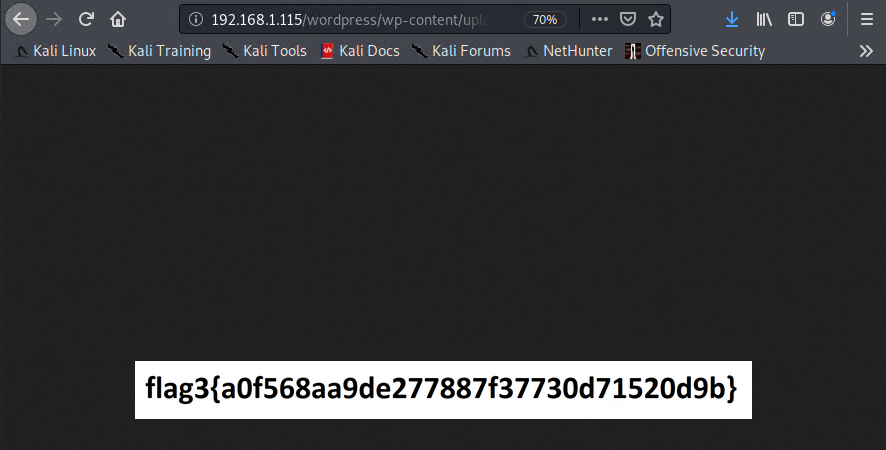 192.168.1.115/wordpress/wp-content/uplo
70%
Kali Linux Kali Training Kali Tools Kali Docs Kali Forums NetHunter Offensive Security
flag3{a0f568aa9de277887f37730d71520d9b}